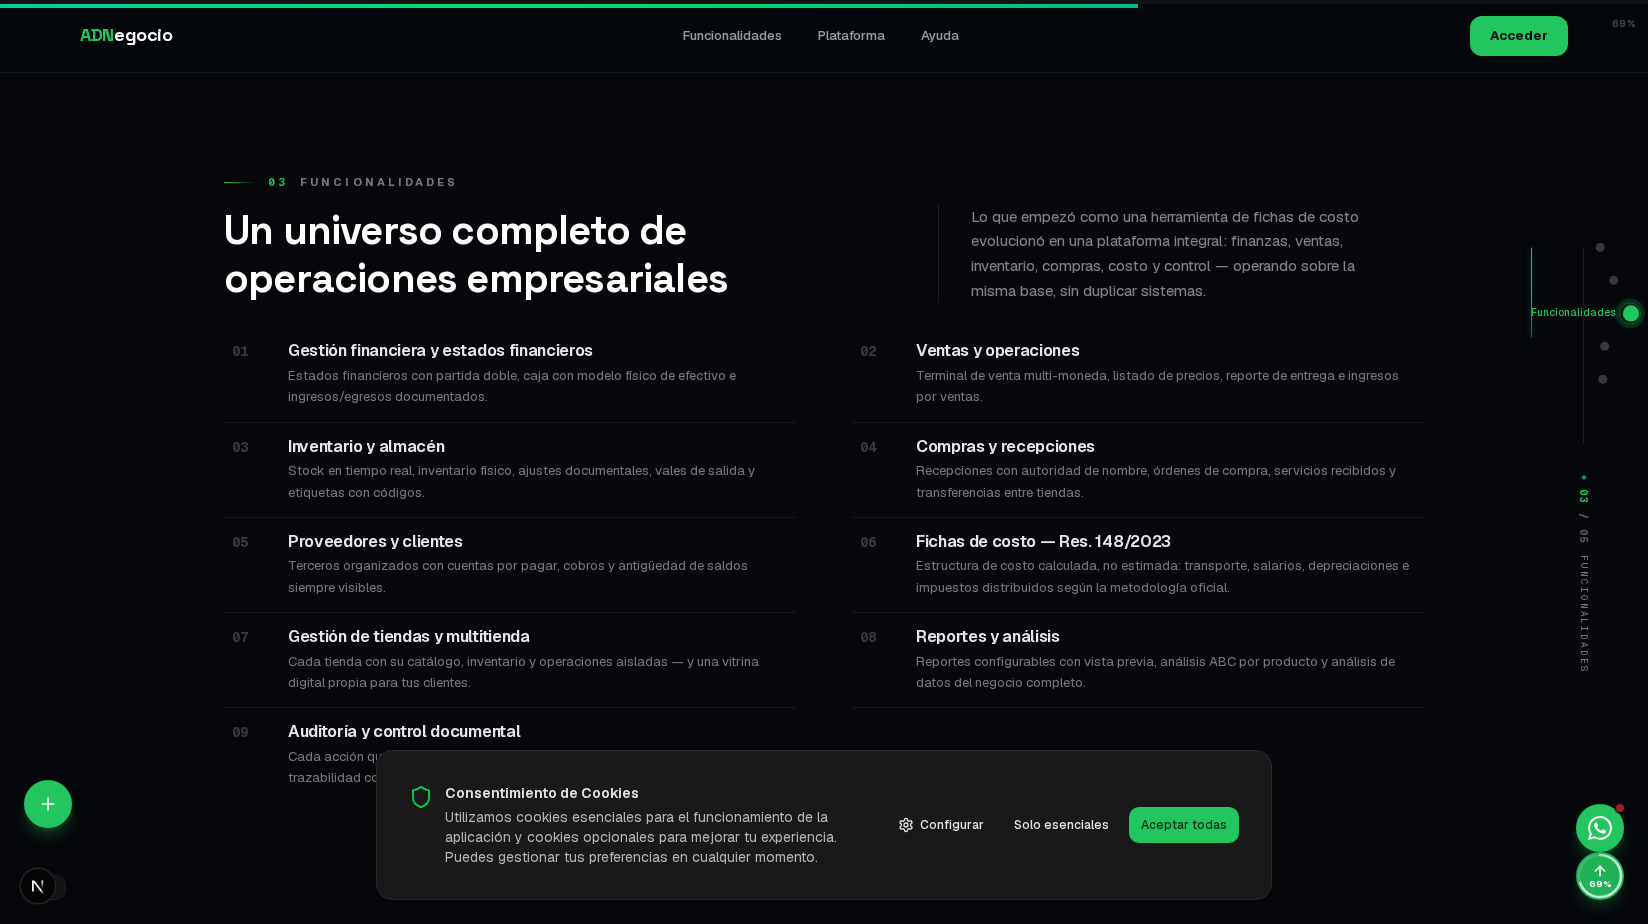 ADNegocio
Funcionalidades
Plataforma
Ayuda
Acceder
69%
03 FUNCIONALIDADES
Un universo completo de
operaciones empresariales
Lo que empezó como una herramienta de fichas de costo
evolucionó en una plataforma integral: finanzas, ventas,
inventario, compras, costo y control — operando sobre la
misma base, sin duplicar sistemas.
01
Gestión financiera y estados financieros
Estados financieros con partida doble, caja con modelo físico de efectivo e
ingresos/egresos documentados.
02
Ventas y operaciones
Terminal de venta multi-moneda, listado de precios, reporte de entrega e ingresos
por ventas.
03
Inventario y almacén
Stock en tiempo real, inventario físico, ajustes documentales, vales de salida y
etiquetas con códigos.
04
Compras y recepciones
Recepciones con autoridad de nombre, órdenes de compra, servicios recibidos y
transferencias entre tiendas.
05
Proveedores y clientes
Terceros organizados con cuentas por pagar, cobros y antigüedad de saldos
siempre visibles.
06
Fichas de costo — Res. 148/2023
Estructura de costo calculada, no estimada: transporte, salarios, depreciaciones e
impuestos distribuidos según la metodología oficial.
07
Gestión de tiendas y multitienda
Cada tienda con su catálogo, inventario y operaciones aisladas — y una vitrina
digital propia para tus clientes.
08
Reportes y análisis
Reportes configurables con vista previa, análisis ABC por producto y análisis de
datos del negocio completo.
09
Auditoría y control documental
Cada acción
trazabilidad
Funcionalidades
03 / 05 FUNCIONALIDADES
Consentimiento de Cookies
Utilizamos cookies esenciales para el funcionamiento de la
aplicación y cookies opcionales para mejorar tu experiencia.
Puedes gestionar tus preferencias en cualquier momento.
Configurar
Solo esenciales
Aceptar todas
N
69%